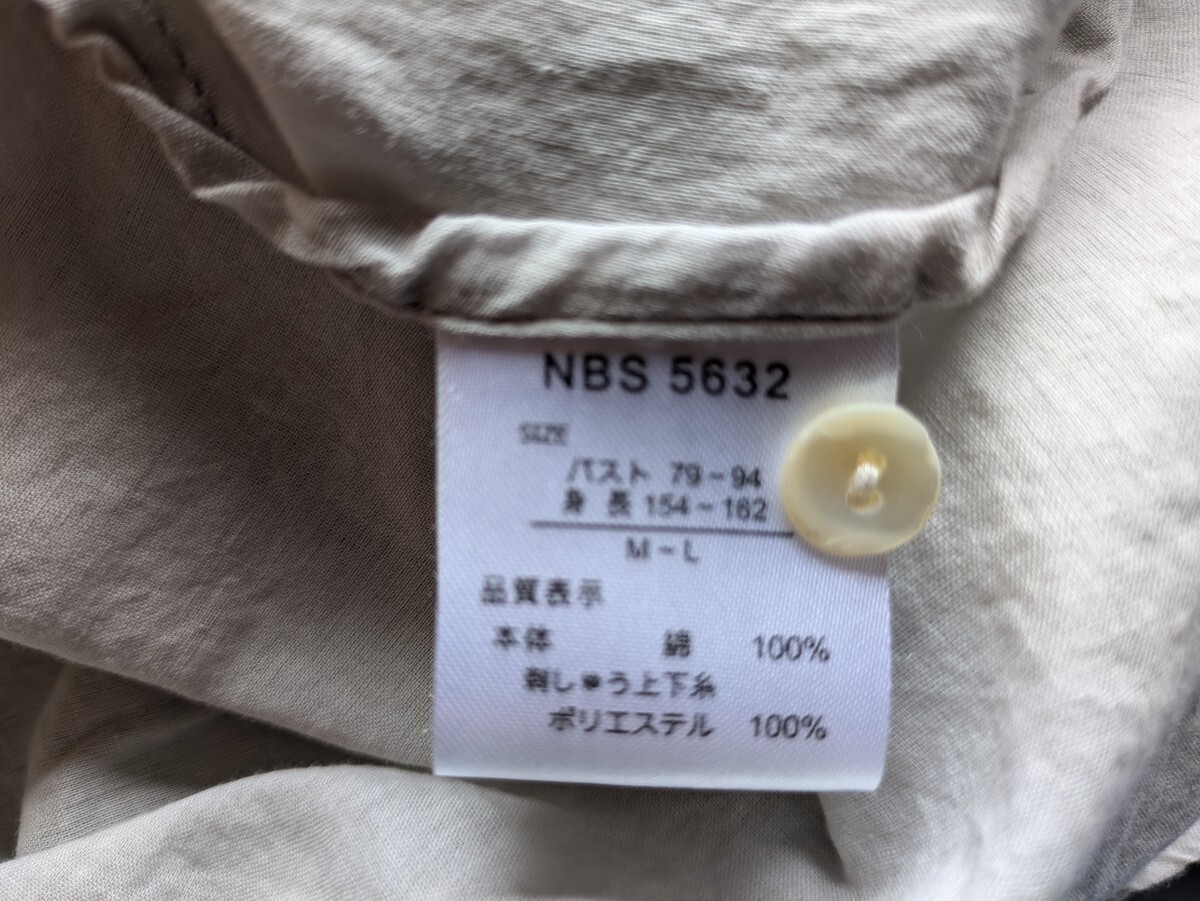 NBS 5632
SIZE
バスト 79~94
身長 154~162
M~L
品質表示
本体 綿 100%
刺しゅう上下糸
ポリエステル 100%